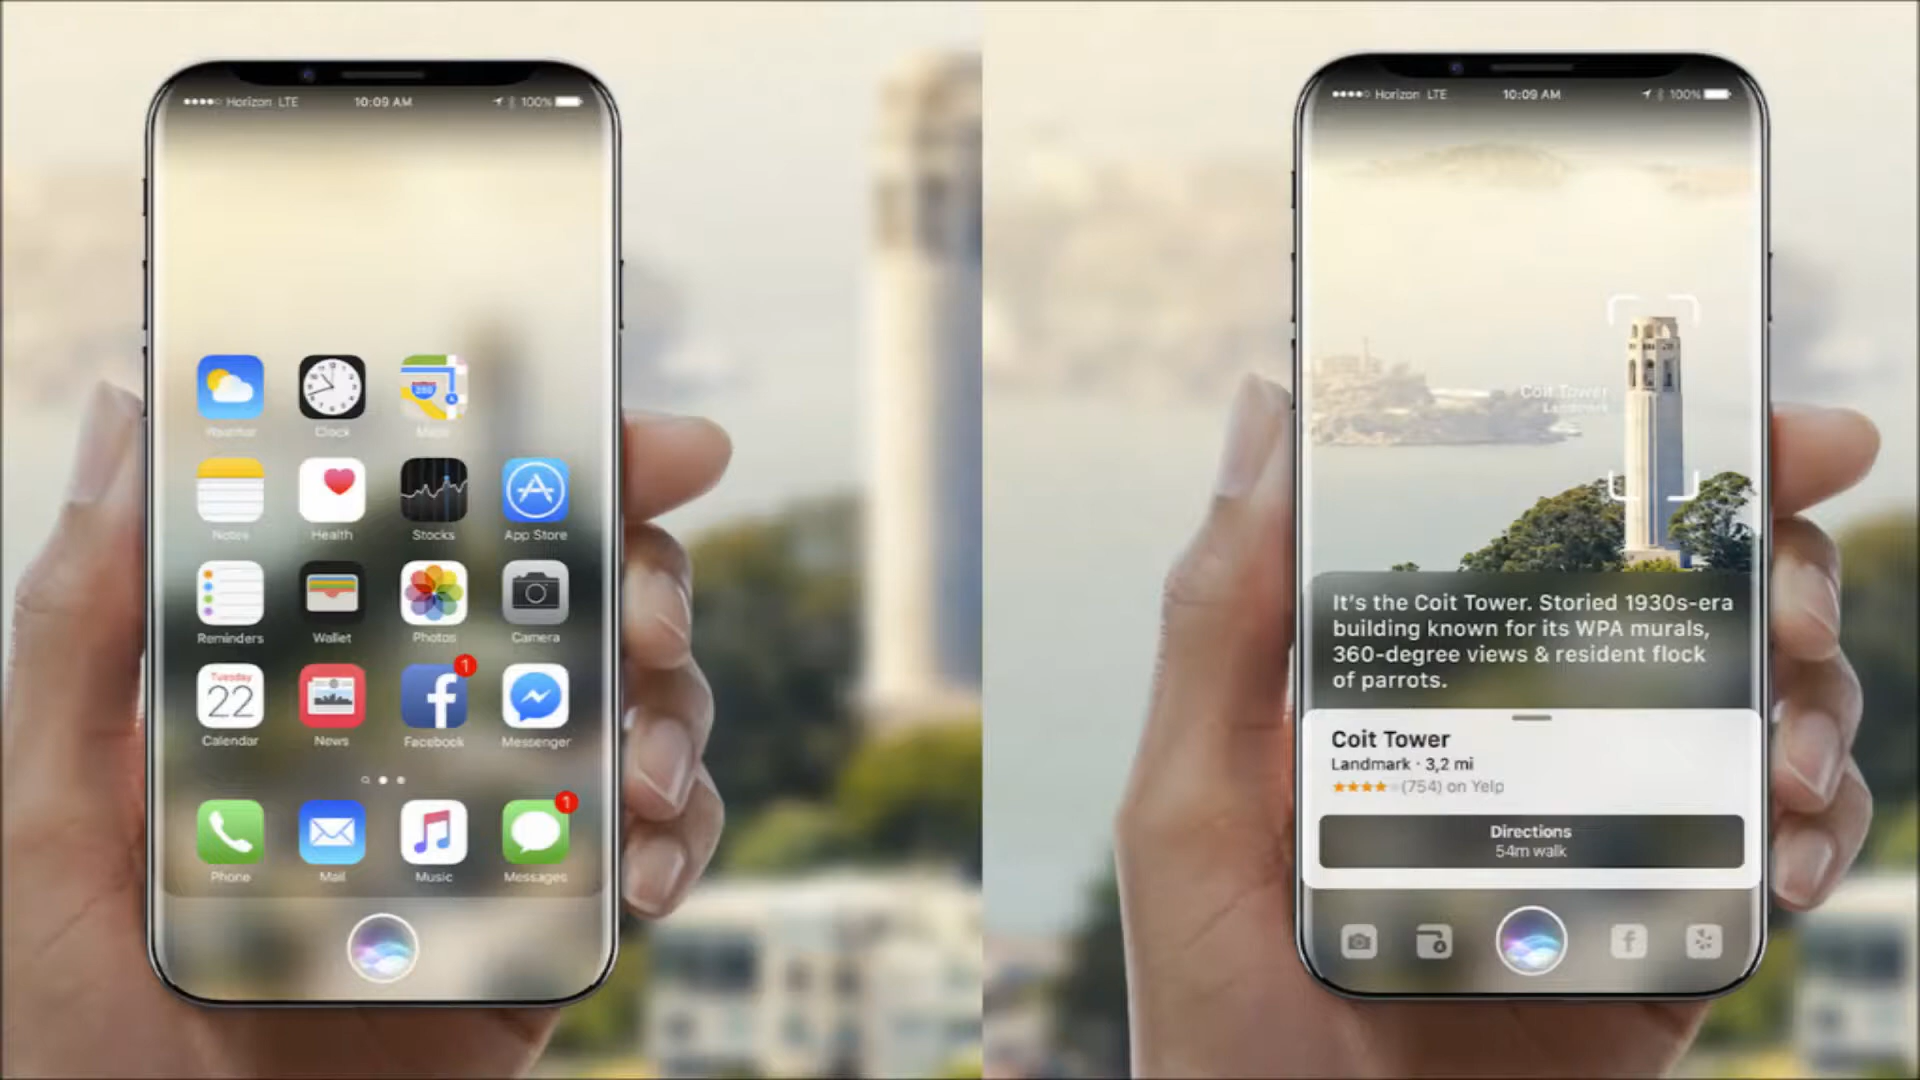 Horizon LTE 10:09 AM 100%
Weather Clock Maps
Notes Health Stocks App Store
Reminders Wallet Photos Camera
1
Tuesday
22
Calendar News Facebook Messenger
1
Phone Mail Music Messages
Horizon LTE 10:09 AM 100%
Coit Tower
Landmark
It's the Coit Tower. Storied 1930s-era
building known for its WPA murals,
360-degree views & resident flock
of parrots.
Coit Tower
Landmark · 3,2 mi
(754) on Yelp
Directions
54m walk